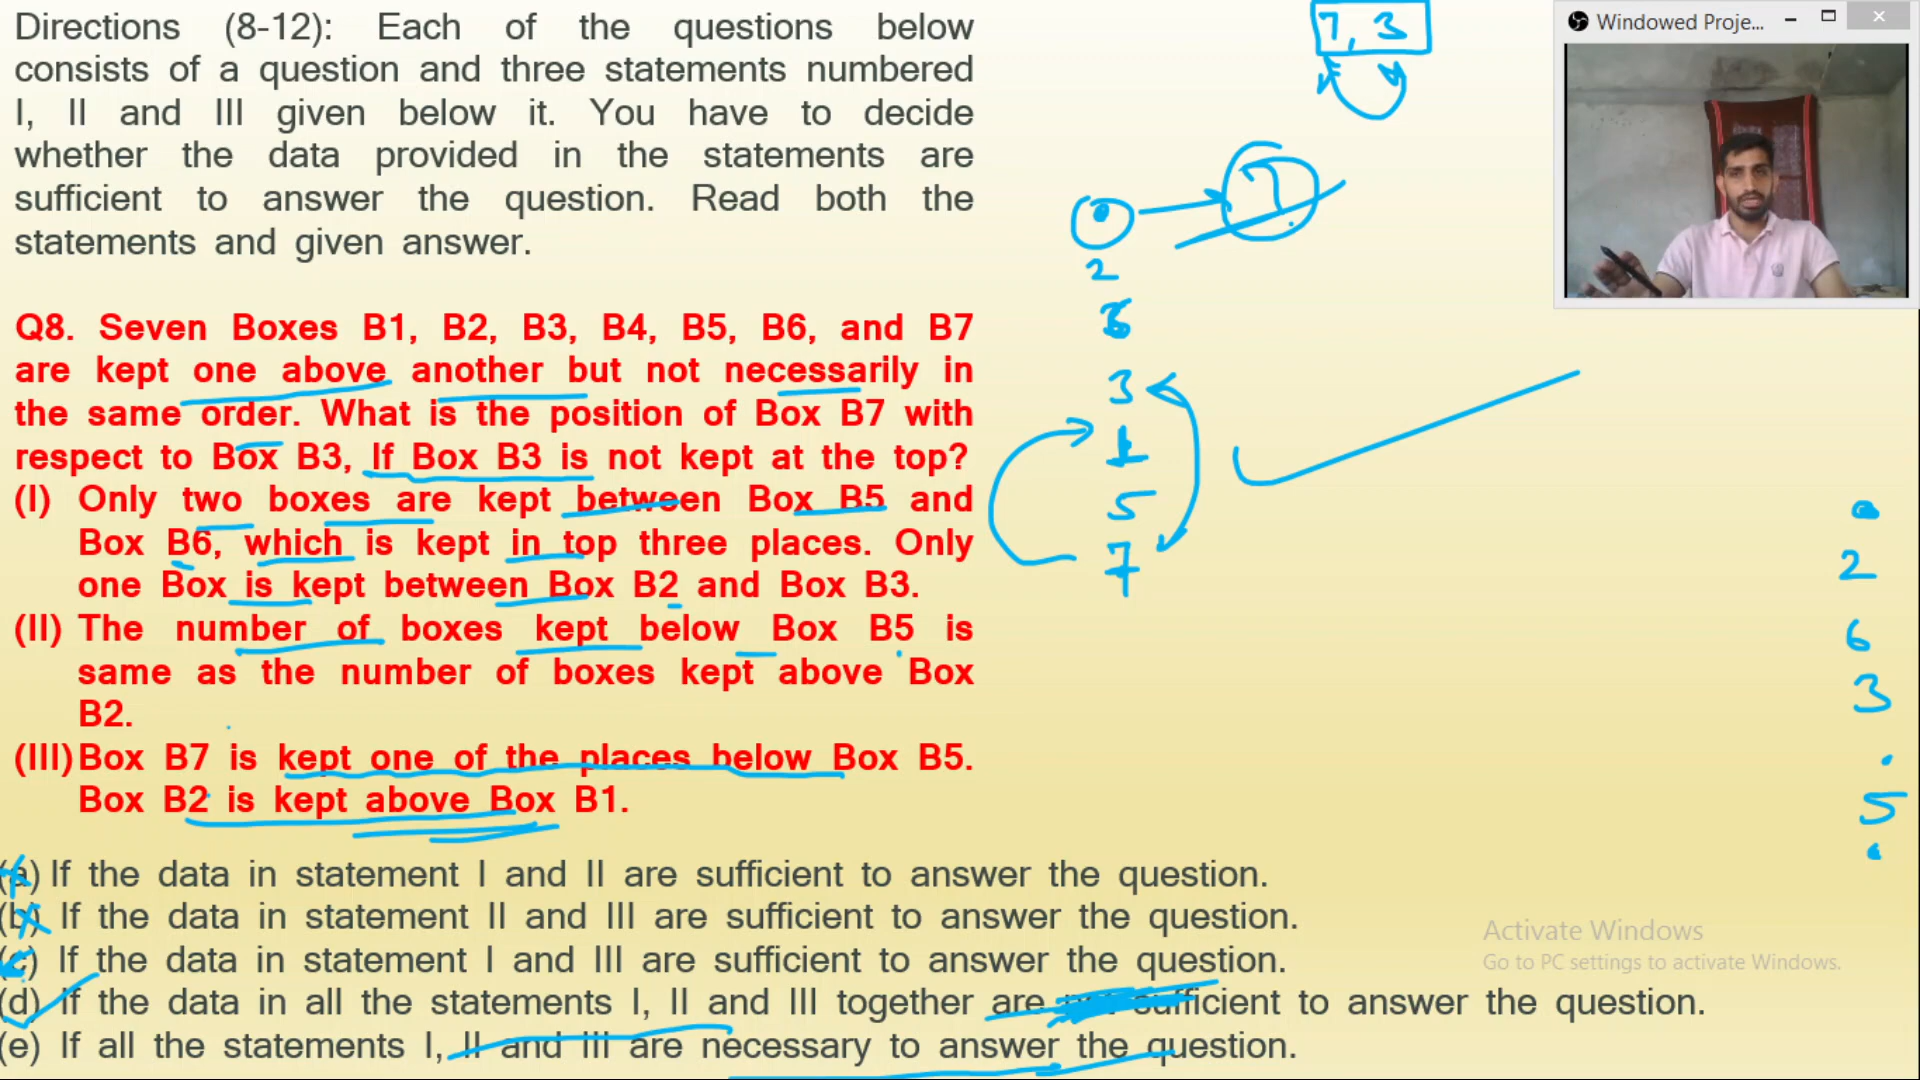 Directions (8-12): Each of the questions below
consists of a question and three statements numbered
I, II and III given below it. You have to decide
whether the data provided in the statements are
sufficient to answer the question. Read both the
statements and given answer.
Q8. Seven Boxes B1, B2, B3, B4, B5, B6, and B7
are kept one above another but not necessarily in
the same order. What is the position of Box B7 with
respect to Box B3, If Box B3 is not kept at the top?
(I) Only two boxes are kept between Box B5 and
Box B6, which is kept in top three places. Only
one Box is kept between Box B2 and Box B3.
(II) The number of boxes kept below Box B5 is
same as the number of boxes kept above Box
B2.
(III) Box B7 is kept one of the places below Box B5.
Box B2 is kept above Box B1.
(a) If the data in statement I and II are sufficient to answer the question.
(b) If the data in statement II and III are sufficient to answer the question.
(c) If the data in statement I and III are sufficient to answer the question.
(d) If the data in all the statements I, II and III together are sufficient to answer the question.
(e) If all the statements I, II and III are necessary to answer the question.
7, 3
7
2
3
1
5
7
2
6
3
5
Windowed Proje...
Activate Windows
Go to PC settings to activate Windows.